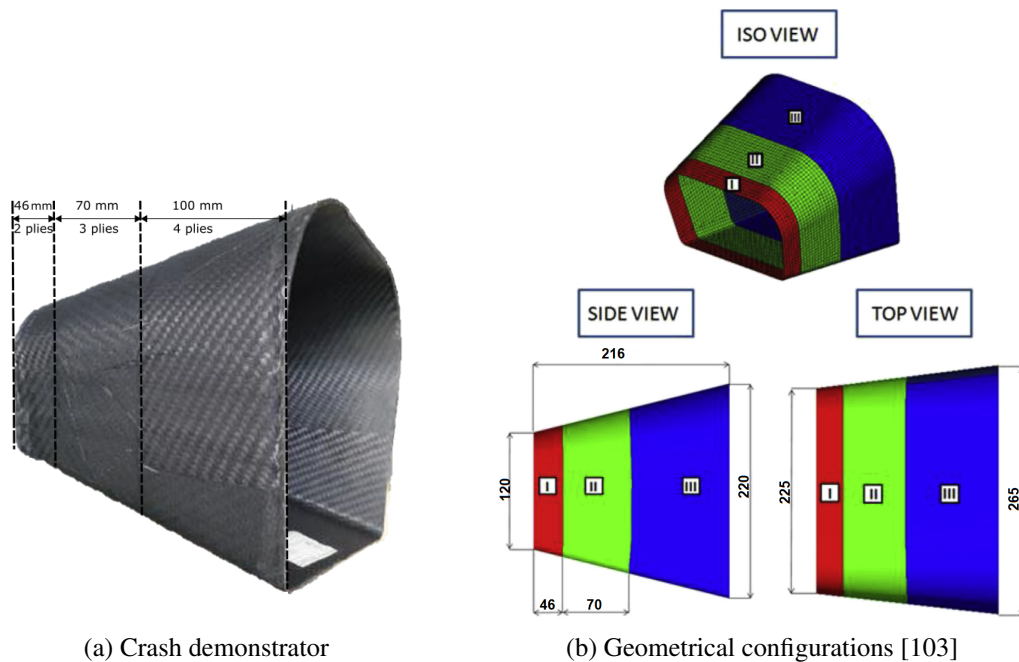 ISO VIEW
III
II
I
46mm 70 mm 100 mm
2 plies 3 plies 4 plies
SIDE VIEW TOP VIEW
216
120
I II III
220
225
I II III
265
46 70
(a) Crash demonstrator (b) Geometrical configurations [103]